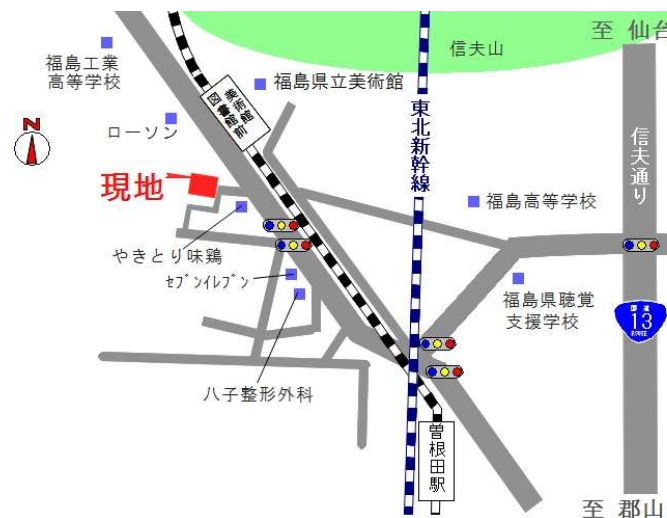 至 仙台
信夫山
福島工業
高等学校
福島県立美術館
美術館
図書館前
東北新幹線
信夫通り
ローソン
N
現地
福島高等学校
やきとり味鶏
ｾﾌﾞﾝｲﾚﾌﾞﾝ
福島県聴覚
支援学校
国道
13
ROUTE
八子整形外科
曽根田駅
至 郡山